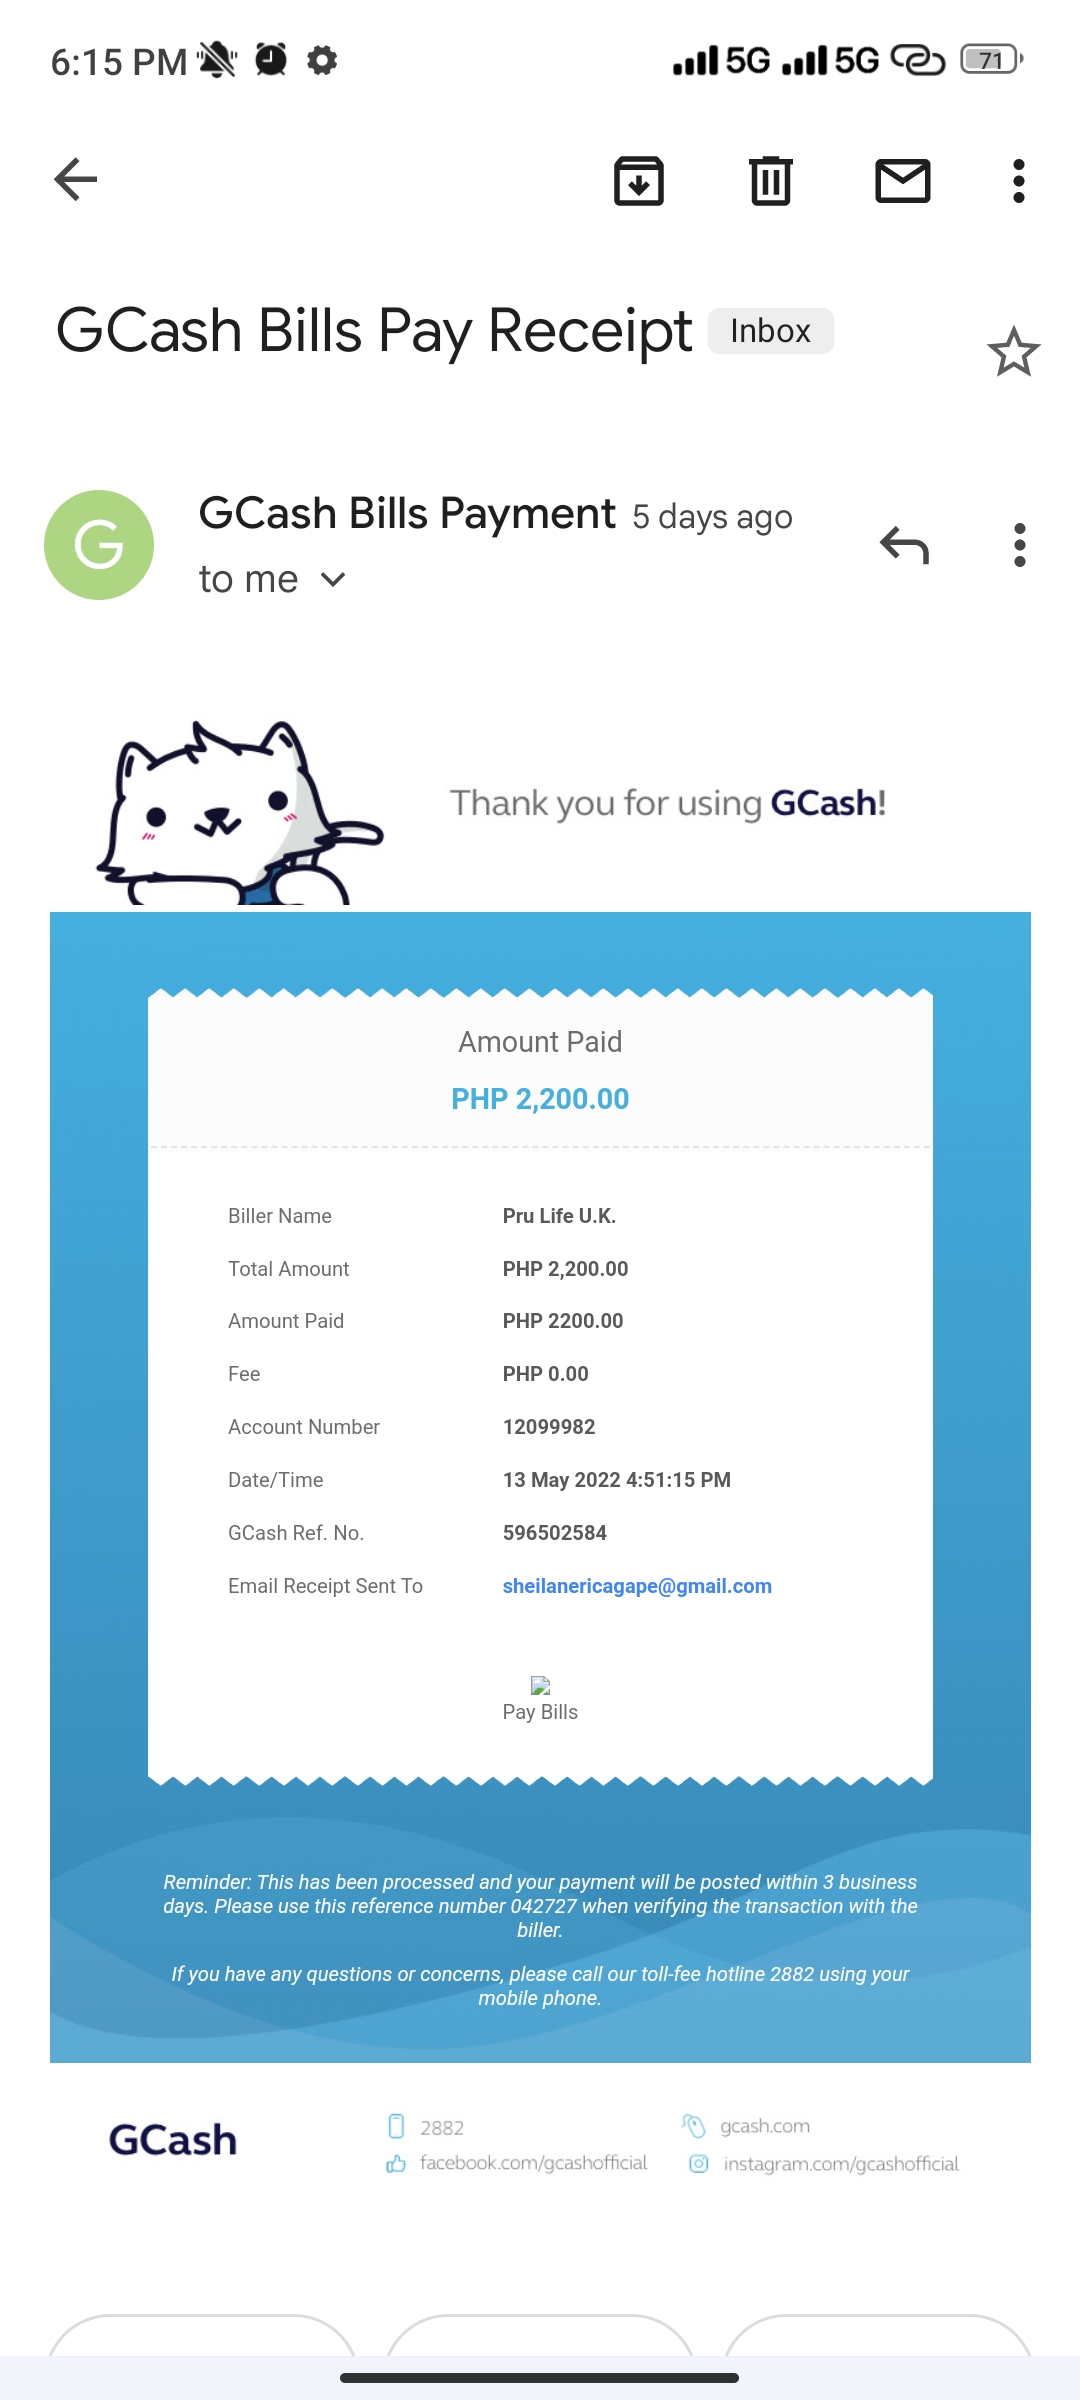 6:15 PM 5G 5G 71
GCash Bills Pay Receipt Inbox
G
GCash Bills Payment 5 days ago
to me
Thank you for using GCash!
Amount Paid
PHP 2,200.00
Biller Name Pru Life U.K.
Total Amount PHP 2,200.00
Amount Paid PHP 2200.00
Fee PHP 0.00
Account Number 12099982
Date/Time 13 May 2022 4:51:15 PM
GCash Ref. No. 596502584
Email Receipt Sent To sheilanericagape@gmail.com
Pay Bills
Reminder: This has been processed and your payment will be posted within 3 business
days. Please use this reference number 042727 when verifying the transaction with the
biller.
If you have any questions or concerns, please call our toll-fee hotline 2882 using your
mobile phone.
GCash
2882 gcash.com
facebook.com/gcashofficial instagram.com/gcashofficial